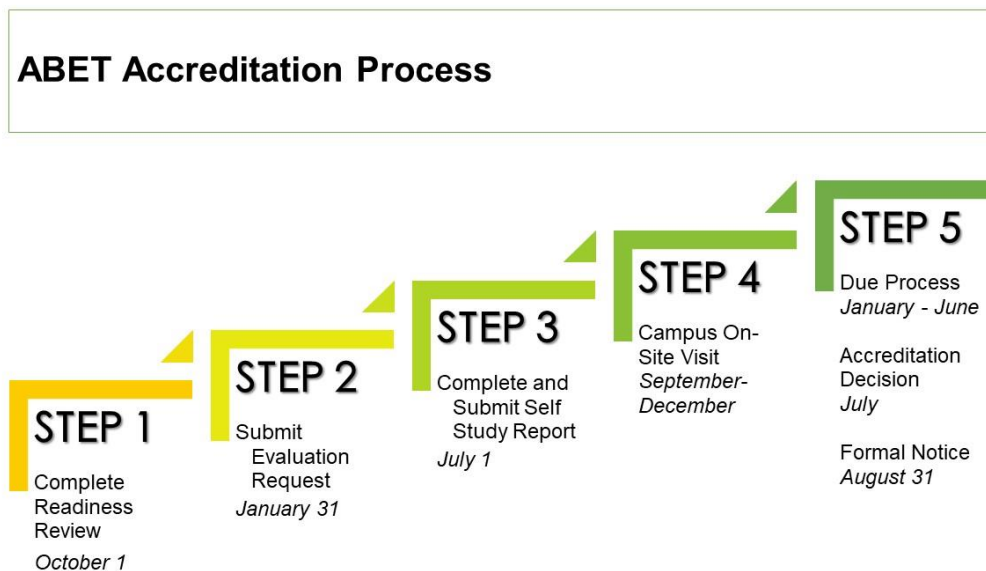 ABET Accreditation Process
STEP 1
Complete
Readiness
Review
October 1
STEP 2
Submit
Evaluation
Request
January 31
STEP 3
Complete and
Submit Self
Study Report
July 1
STEP 4
Campus On-
Site Visit
September-
December
STEP 5
Due Process
January - June
Accreditation
Decision
July
Formal Notice
August 31